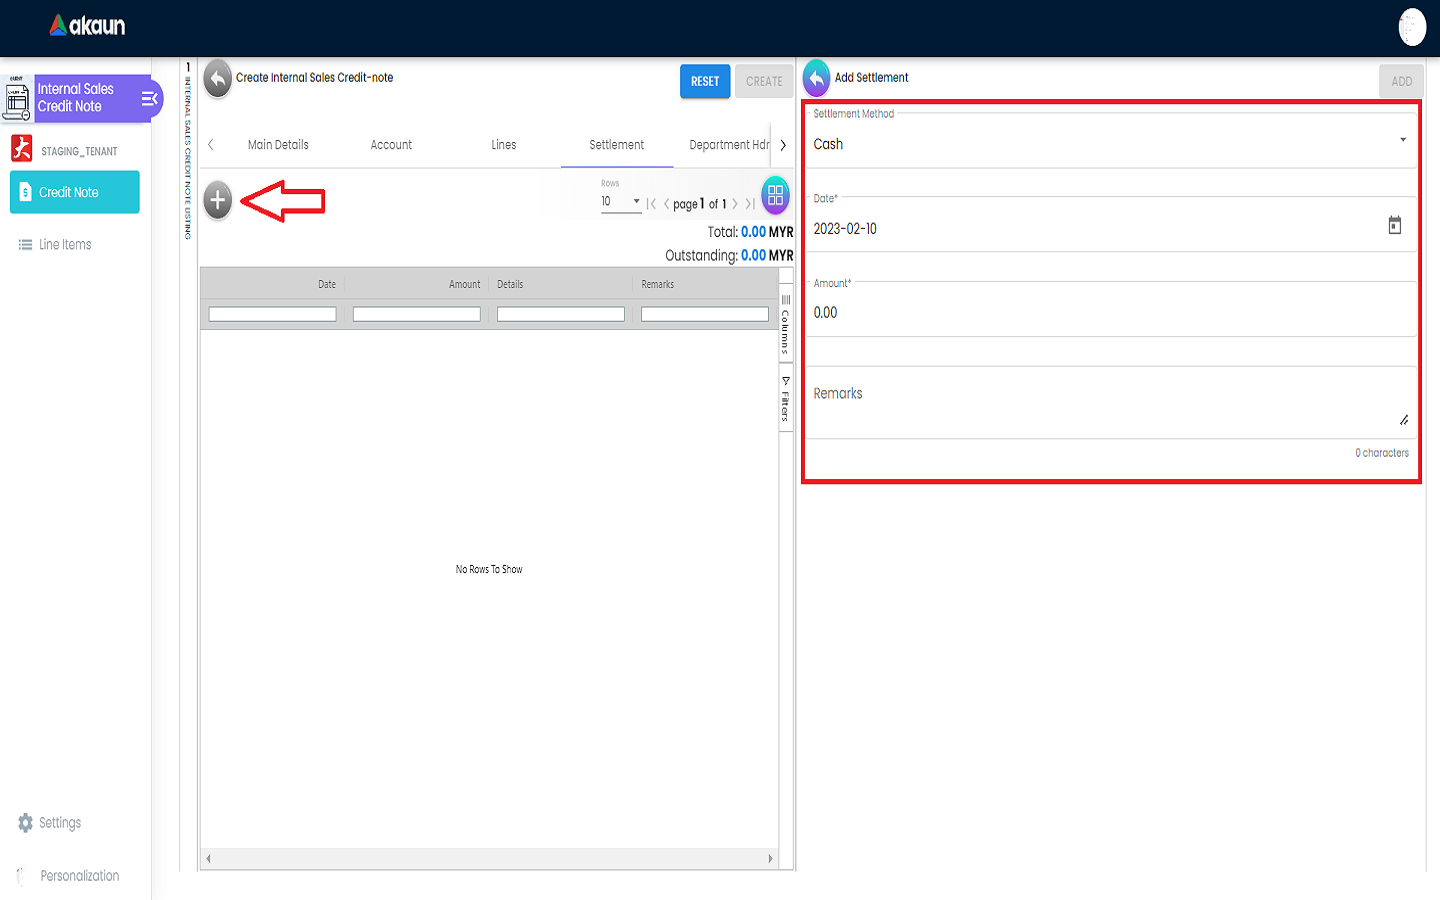 akaun
Internal Sales
Credit Note
STAGING_TENANT
Credit Note
Line Items
Settings
Personalization
1
INTERNAL SALES CREDIT NOTE LISTING
Create Internal Sales Credit-note
RESET
CREATE
Main Details
Account
Lines
Settlement
Department Hdr
Rows
10
page 1 of 1
Total: 0.00 MYR
Outstanding: 0.00 MYR
Date
Amount
Details
Remarks
Columns
Filters
No Rows To Show
Add Settlement
ADD
Settlement Method
Cash
Date*
2023-02-10
Amount*
0.00
Remarks
0 characters